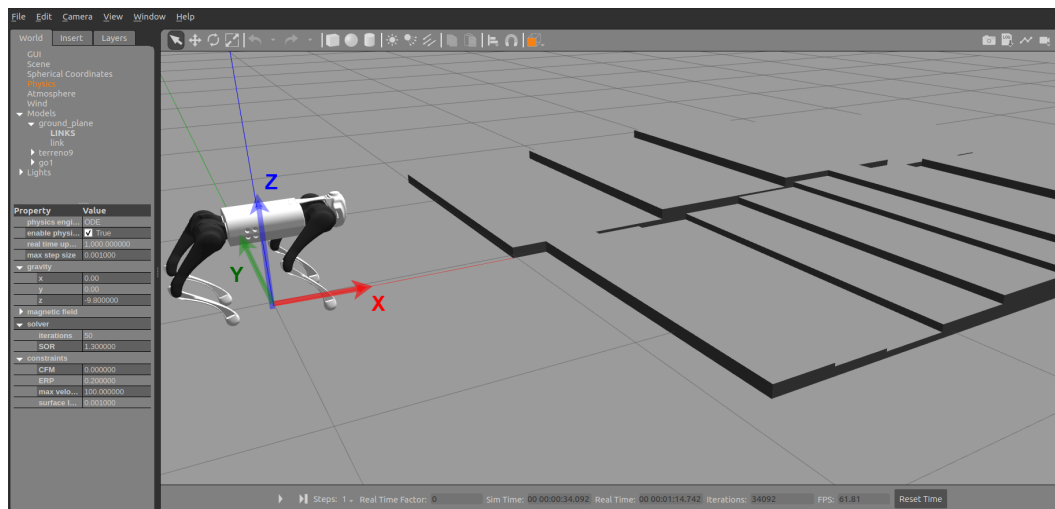 File Edit Camera View Window Help
World Insert Layers
GUI
Scene
Spherical Coordinates
Physics
Atmosphere
Wind
Models
ground_plane
LINKS
link
terreno9
go1
Lights
Property Value
physics engi... ODE
enable physi... True
real time up... 1,000.000000
max step size 0.001000
gravity
x 0.00
y 0.00
z -9.800000
magnetic field
solver
iterations 50
SOR 1.300000
constraints
CFM 0.000000
ERP 0.200000
max velo... 100.000000
surface l... 0.001000
Z
Y
X
Steps: 1 Real Time Factor: 0 Sim Time: 00 00:00:34.092 Real Time: 00 00:01:14.742 Iterations: 34092 FPS: 61.81 Reset Time